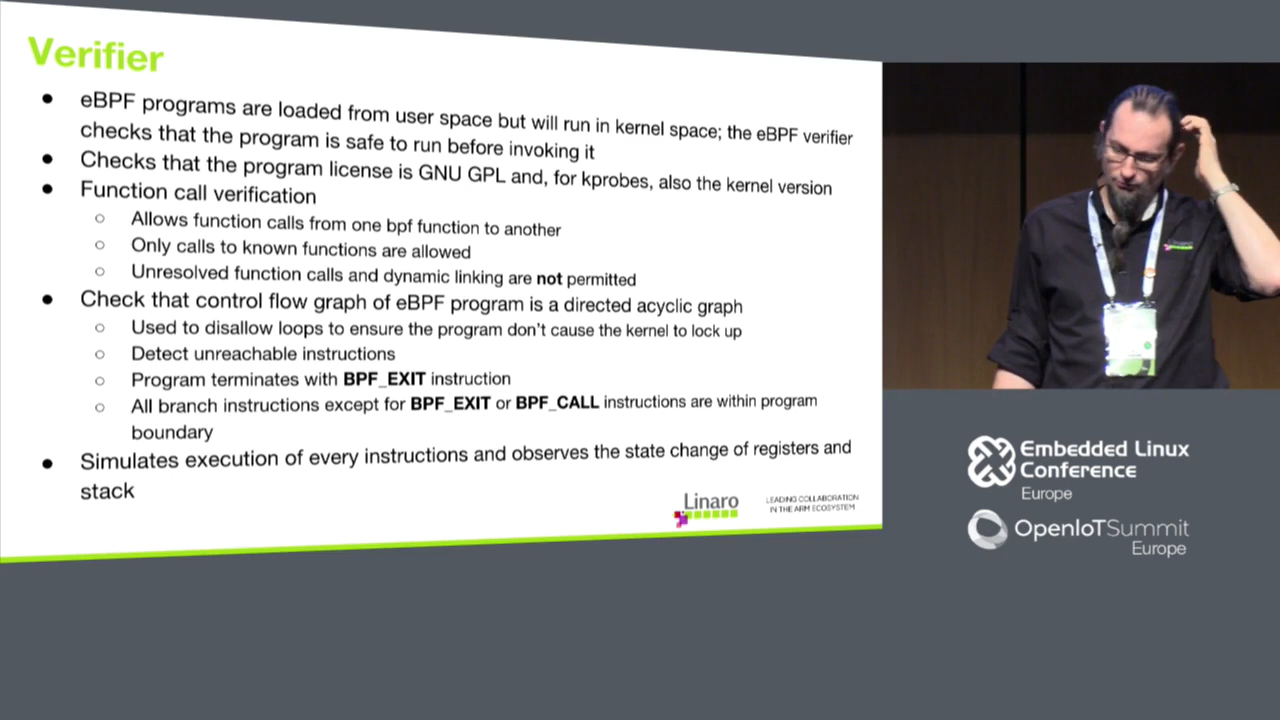 Verifier
● eBPF programs are loaded from user space but will run in kernel space; the eBPF verifier
checks that the program is safe to run before invoking it
● Checks that the program license is GNU GPL and, for kprobes, also the kernel version
● Function call verification
○ Allows function calls from one bpf function to another
○ Only calls to known functions are allowed
○ Unresolved function calls and dynamic linking are not permitted
● Check that control flow graph of eBPF program is a directed acyclic graph
○ Used to disallow loops to ensure the program don't cause the kernel to lock up
○ Detect unreachable instructions
○ Program terminates with BPF_EXIT instruction
○ All branch instructions except for BPF_EXIT or BPF_CALL instructions are within program
boundary
● Simulates execution of every instructions and observes the state change of registers and
stack
Linaro
LEADING COLLABORATION
IN THE ARM ECOSYSTEM
Embedded Linux
Conference
Europe
OpenIoTSummit
Europe